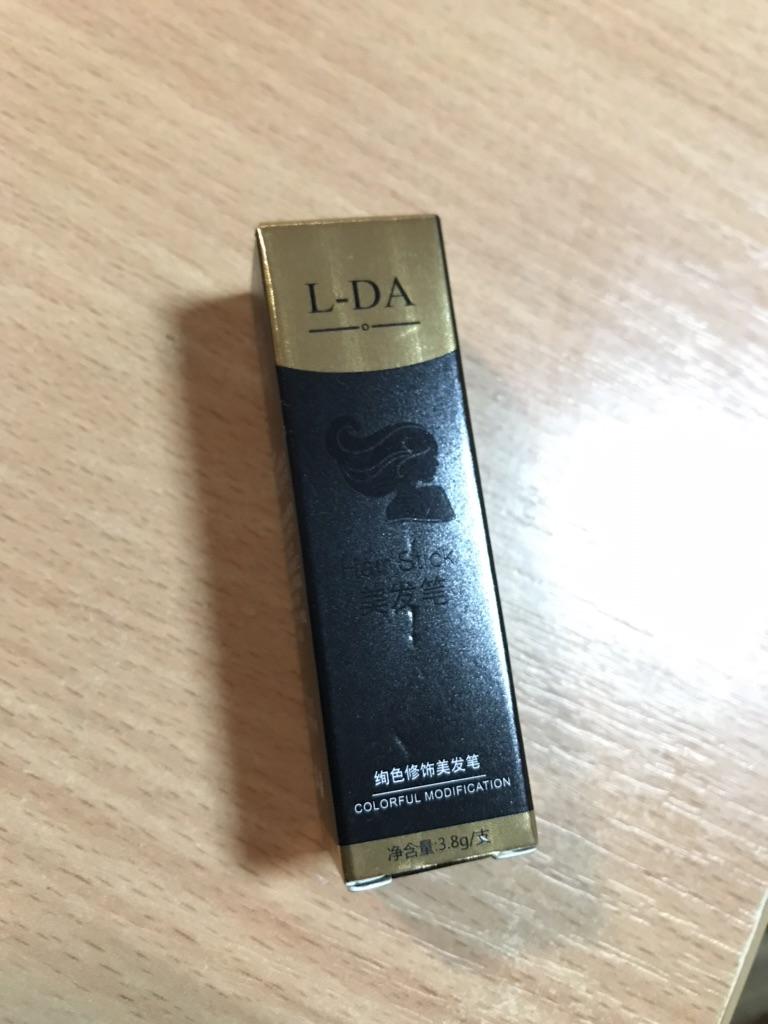 L-DA
Hair Stick
美发笔
绚色修饰美发笔
COLORFUL MODIFICATION
净含量:3.8g/支